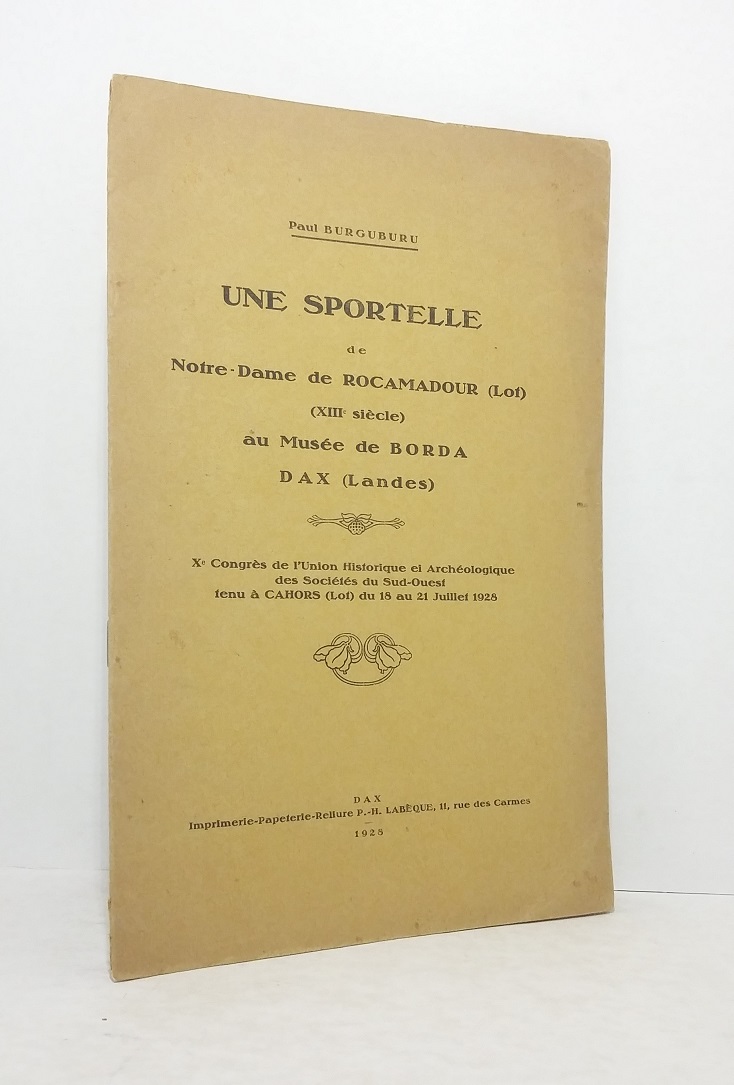 Paul BURGUBURU
UNE SPORTELLE
de
Notre-Dame de ROCAMADOUR (Lot)
(XIIIe siècle)
au Musée de BORDA
DAX (Landes)
Xe Congrès de l'Union Historique et Archéologique
des Sociétés du Sud-Ouest
tenu à CAHORS (Lot) du 18 au 21 Juillet 1928
DAX
Imprimerie-Papeterie-Reliure P.-H. LABÈQUE, 11, rue des Carmes
1928